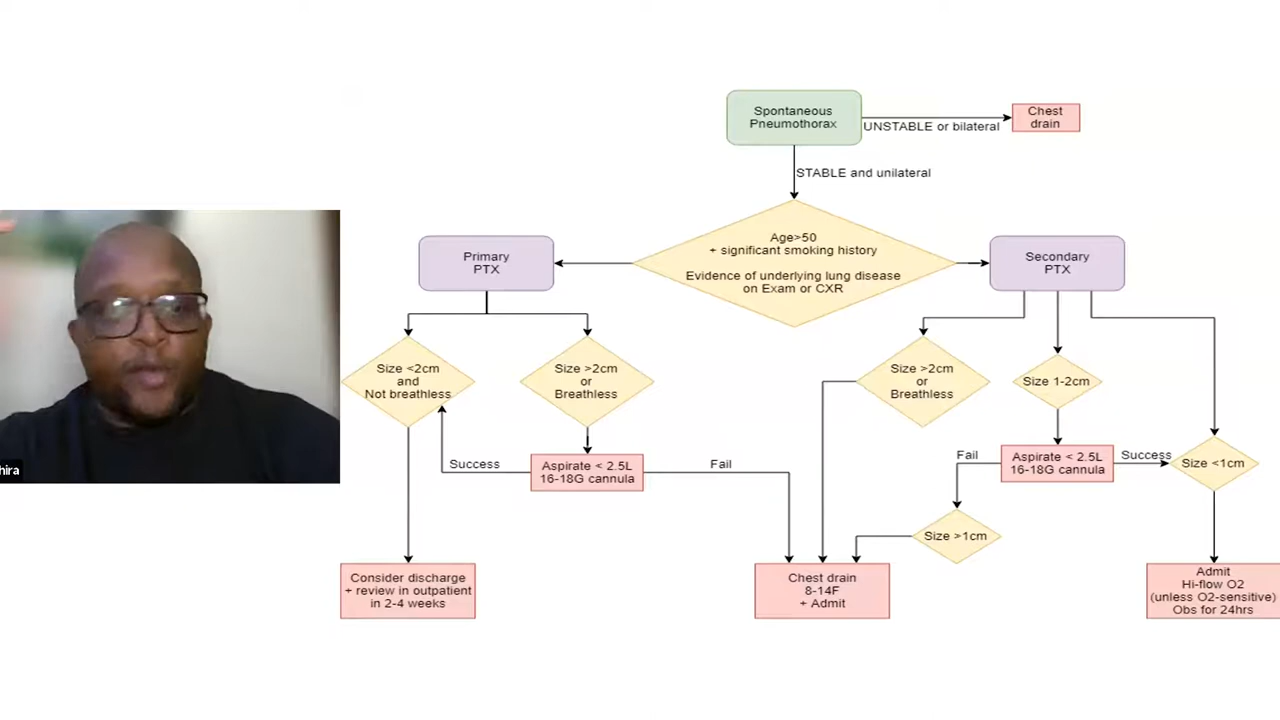 Spontaneous
Pneumothorax
UNSTABLE or bilateral
Chest
drain
STABLE and unilateral
Age>50
+ significant smoking history
Evidence of underlying lung disease
on Exam or CXR
Primary
PTX
Secondary
PTX
Size <2cm
and
Not breathless
Size >2cm
or
Breathless
Size >2cm
or
Breathless
Size 1-2cm
Success
Aspirate < 2.5L
16-18G cannula
Fail
Fail
Aspirate < 2.5L
16-18G cannula
Success
Size <1cm
Size >1cm
Consider discharge
+ review in outpatient
in 2-4 weeks
Chest drain
8-14F
+ Admit
Admit
Hi-flow O2
(unless O2-sensitive)
Obs for 24hrs
hira